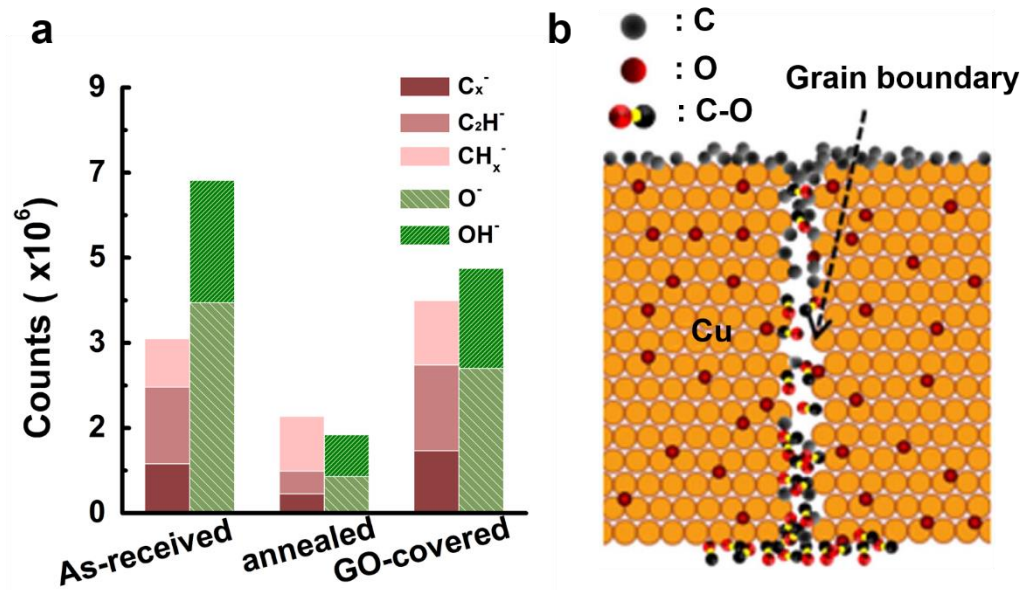 a
Counts ( x10⁶)
9
7
5
3
2
0
Cₓ⁻
C₂H⁻
CHₓ⁻
O⁻
OH⁻
As-received
annealed
GO-covered
b
: C
: O
: C-O
Grain boundary
Cu